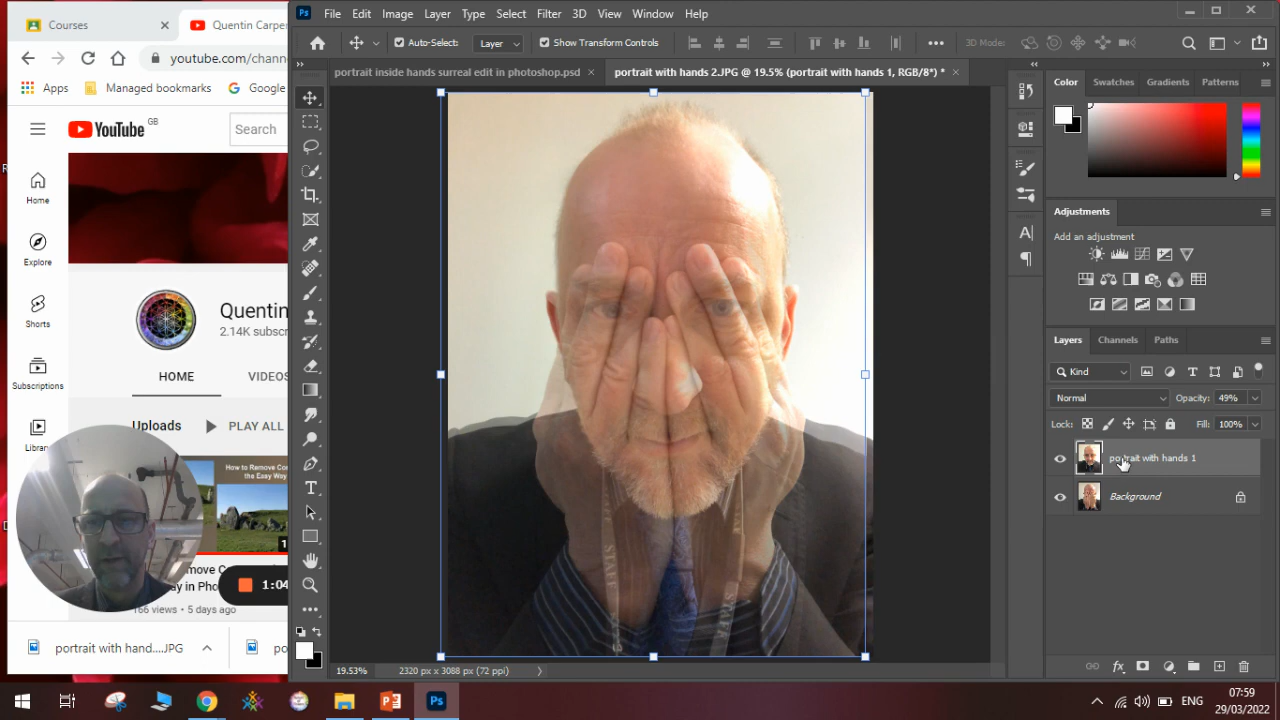 Courses
Quentin Carpe
youtube.com/chann
Apps
Managed bookmarks
Google
YouTube GB
Search
Home
Explore
Shorts
Subscriptions
Quentin
2.14K subsc
HOME
VIDEOS
Uploads
PLAY ALL
How to Remove Co
the Easy Way
1:04
166 views • 5 days ago
portrait with hand....JPG
Ps
File
Edit
Image
Layer
Type
Select
Filter
3D
View
Window
Help
Auto-Select:
Layer
Show Transform Controls
3D Mode:
portrait inside hands surreal edit in photoshop.psd
portrait with hands 2.JPG @ 19.5% (portrait with hands 1, RGB/8*) *
19.53%
2320 px x 3088 px (72 ppi)
Color
Swatches
Gradients
Patterns
Adjustments
Add an adjustment
Layers
Channels
Paths
Kind
Normal
Opacity: 49%
Lock:
Fill: 100%
portrait with hands 1
Background
ENG
07:59
29/03/2022